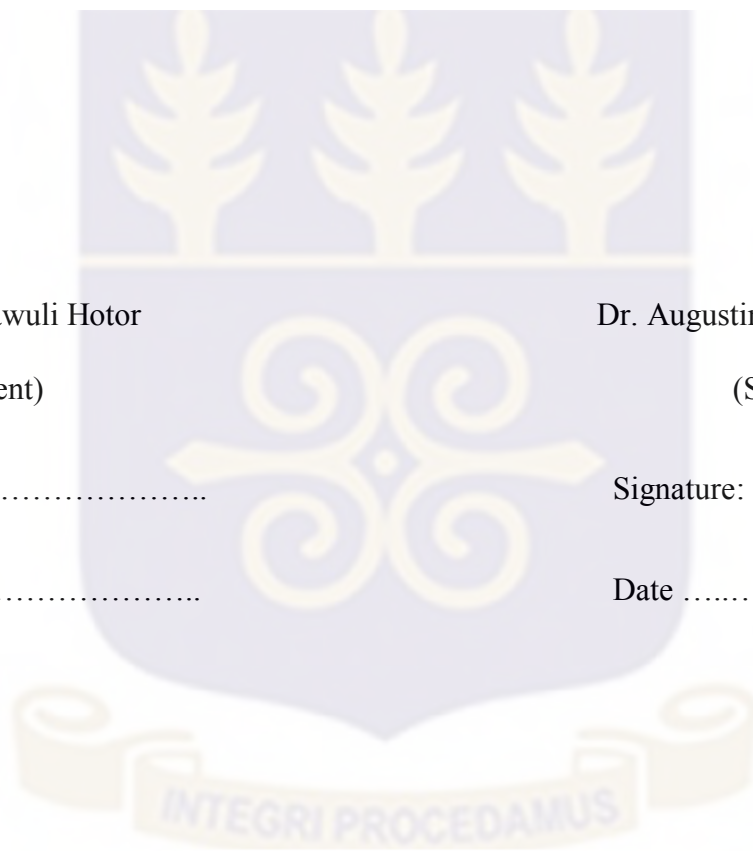 wuli Hotor Dr. Augustin
ent) (S
……………….. Signature:
……………….. Date ….…
INTEGRI PROCEDAMUS